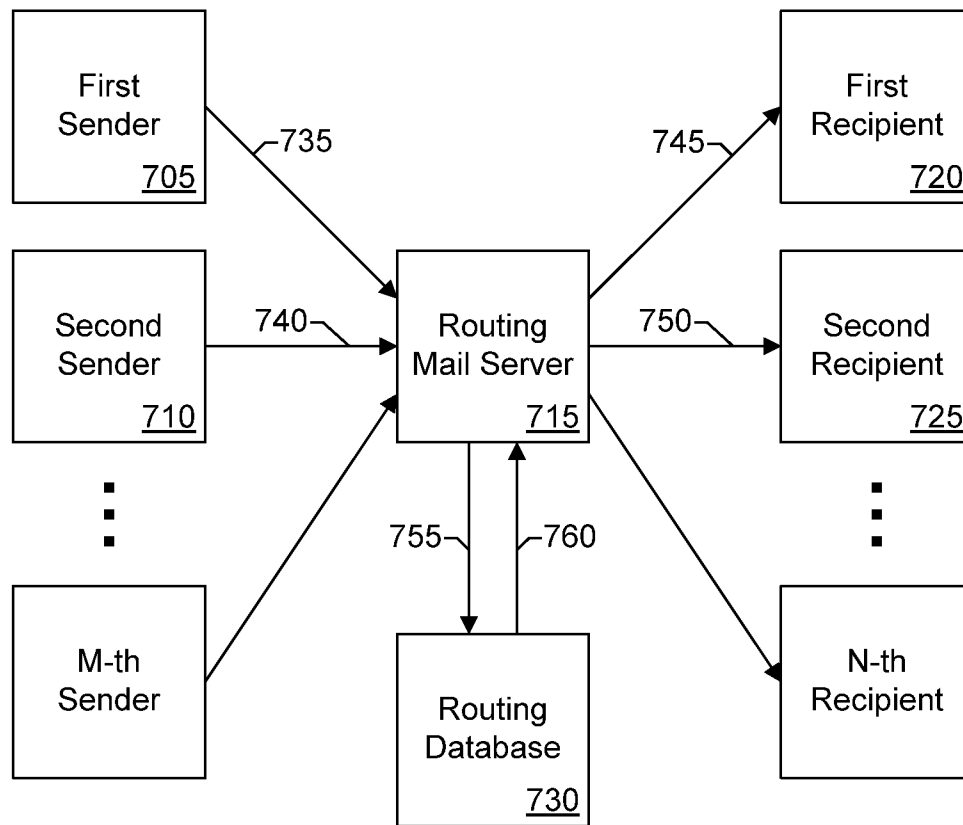 First
Sender
705
735
745
First
Recipient
720
Second
Sender
710
740
Routing
Mail Server
715
750
Second
Recipient
725
755
760
M-th
Sender
Routing
Database
730
N-th
Recipient